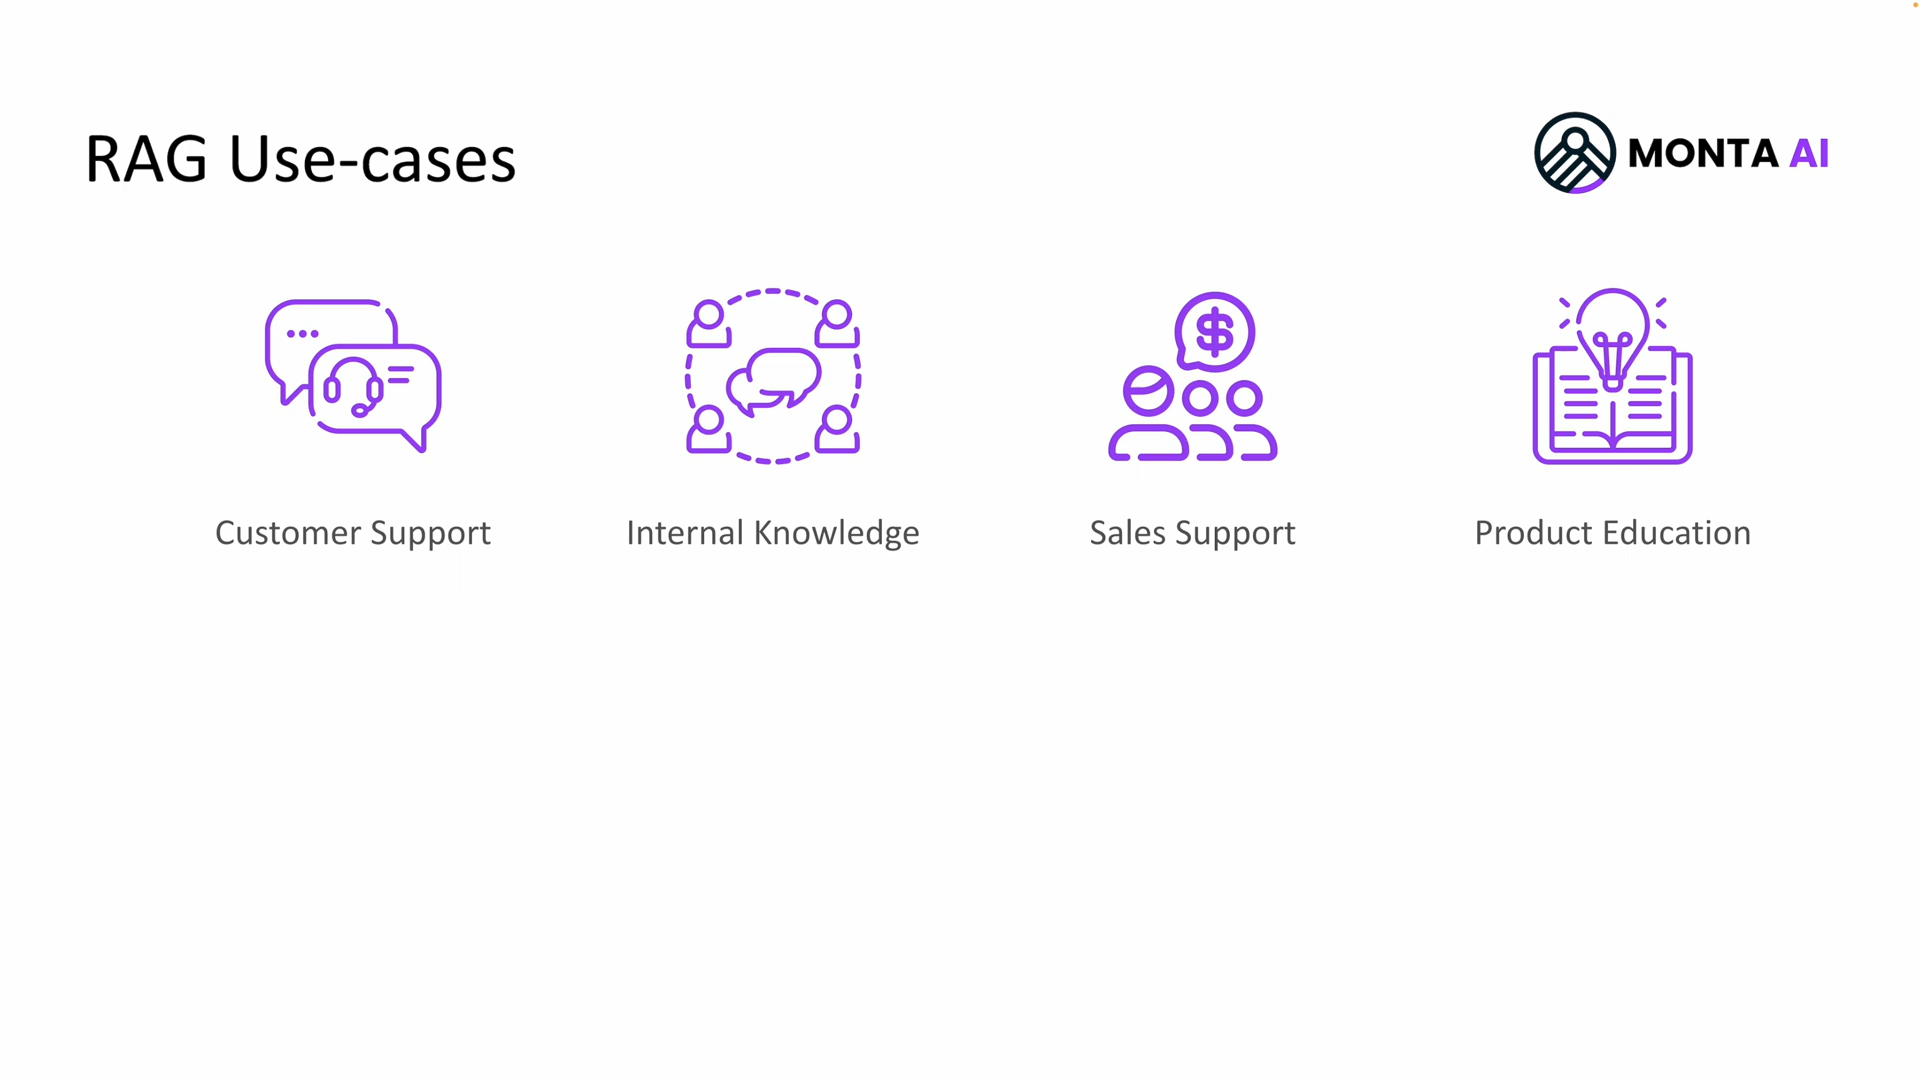 RAG Use-cases
MONTA AI
Customer Support
Internal Knowledge
Sales Support
Product Education